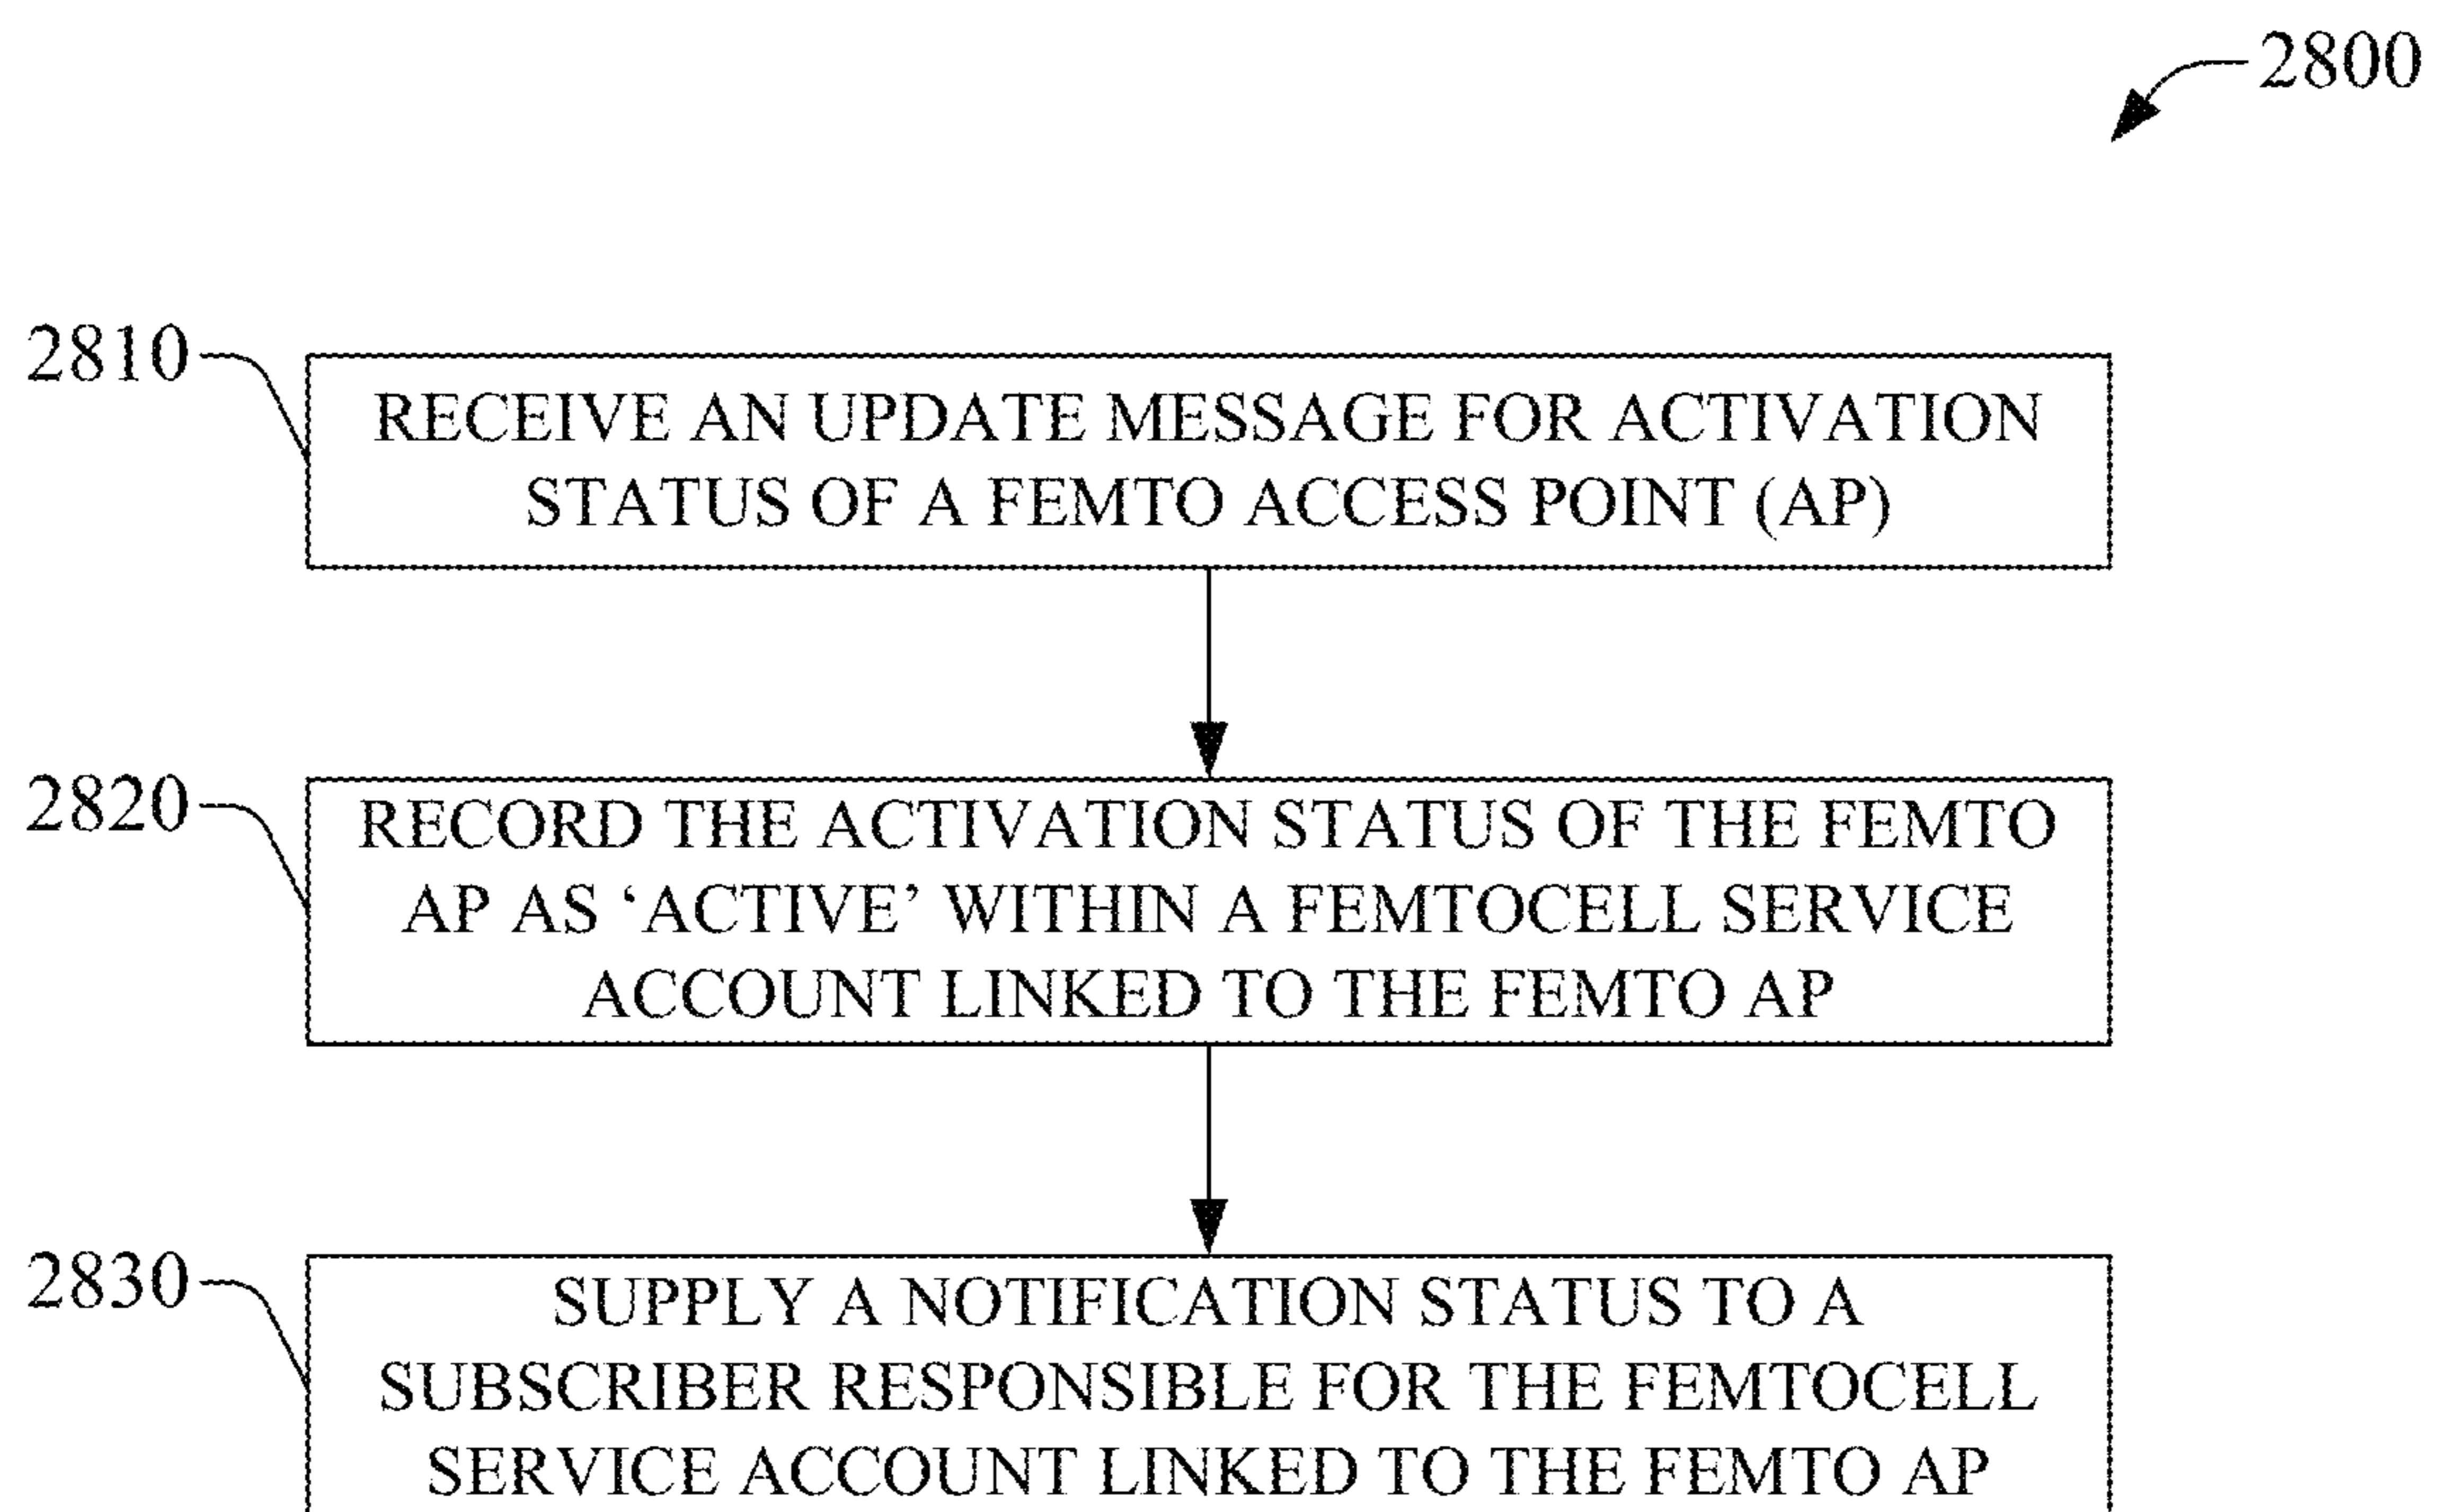 2800
2810
RECEIVE AN UPDATE MESSAGE FOR ACTIVATION
STATUS OF A FEMTO ACCESS POINT (AP)
2820
RECORD THE ACTIVATION STATUS OF THE FEMTO
AP AS ‘ACTIVE’ WITHIN A FEMTOCELL SERVICE
ACCOUNT LINKED TO THE FEMTO AP
2830
SUPPLY A NOTIFICATION STATUS TO A
SUBSCRIBER RESPONSIBLE FOR THE FEMTOCELL
SERVICE ACCOUNT LINKED TO THE FEMTO AP